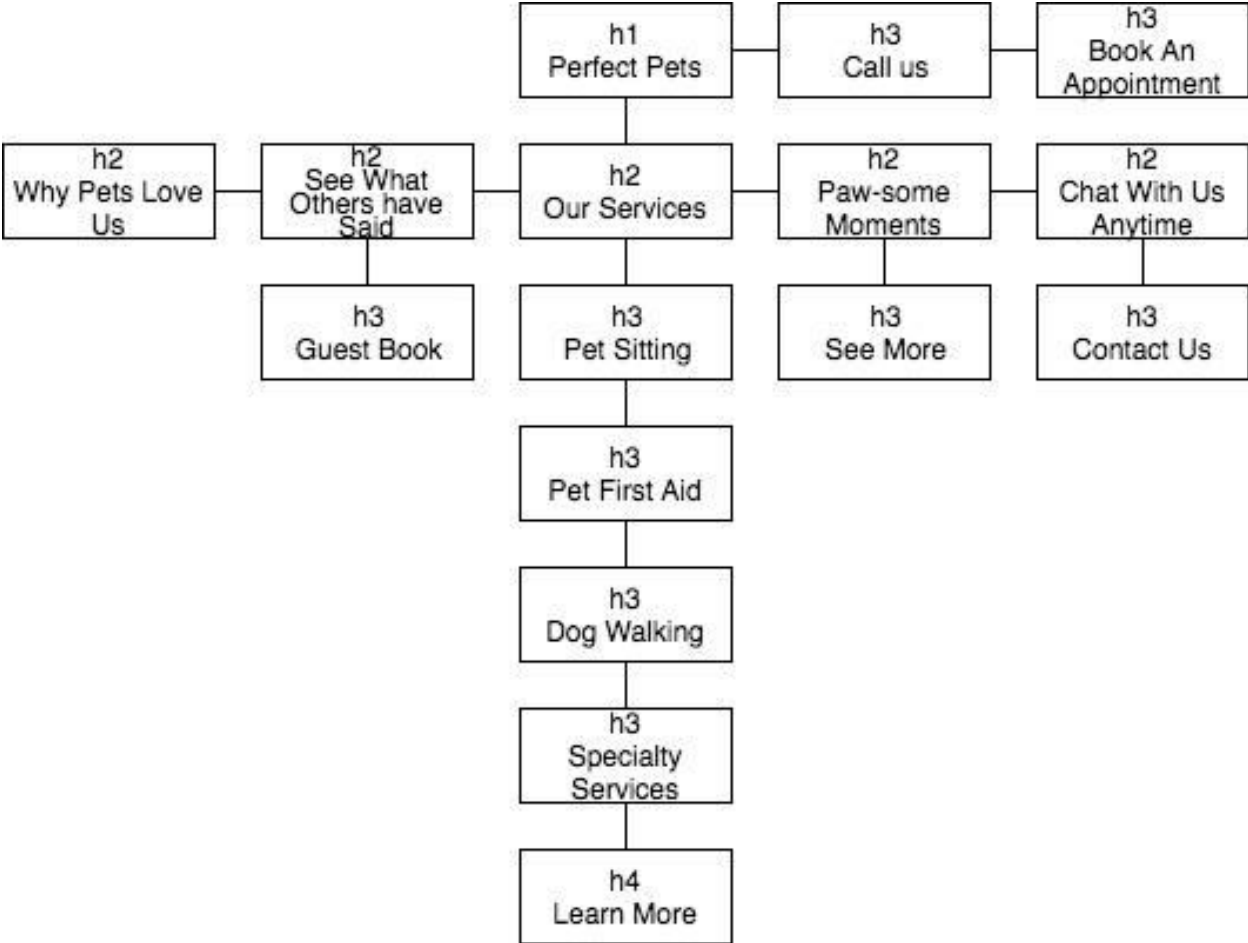 h1
Perfect Pets
h3
Call us
h3
Book An
Appointment
h2
Why Pets Love
Us
h2
See What
Others have
Said
h2
Our Services
h2
Paw-some
Moments
h2
Chat With Us
Anytime
h3
Guest Book
h3
Pet Sitting
h3
See More
h3
Contact Us
h3
Pet First Aid
h3
Dog Walking
h3
Specialty
Services
h4
Learn More